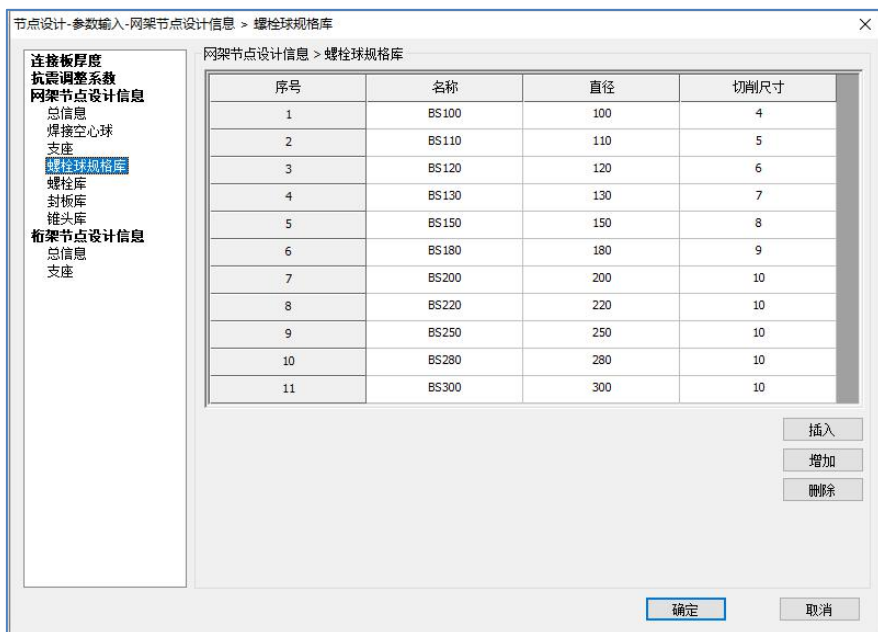 节点设计-参数输入-网架节点设计信息 > 螺栓球规格库
连接板厚度
抗震调整系数
网架节点设计信息
总信息
焊接空心球
支座
螺栓球规格库
螺栓库
封板库
锥头库
桁架节点设计信息
总信息
支座
网架节点设计信息 > 螺栓球规格库
序号 名称 直径 切削尺寸
1 BS100 100 4
2 BS110 110 5
3 BS120 120 6
4 BS130 130 7
5 BS150 150 8
6 BS180 180 9
7 BS200 200 10
8 BS220 220 10
9 BS250 250 10
10 BS280 280 10
11 BS300 300 10
插入
增加
删除
确定 取消